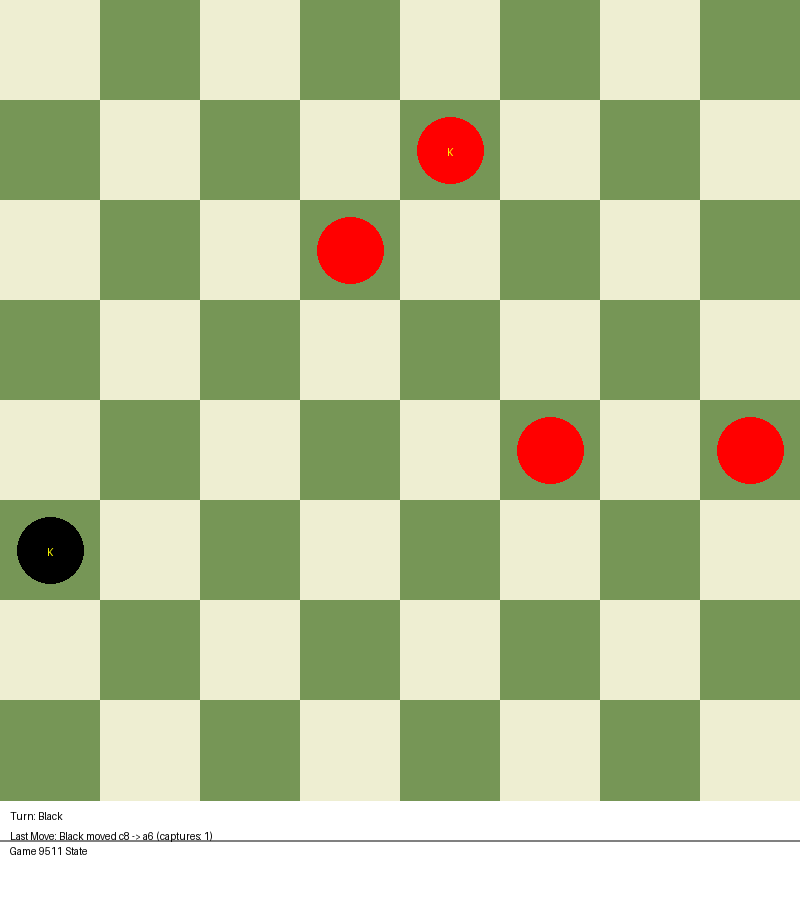 K
K
Turn: Black
Last Move: Black moved c8 -> a6 (captures: 1)
Game 9511 State